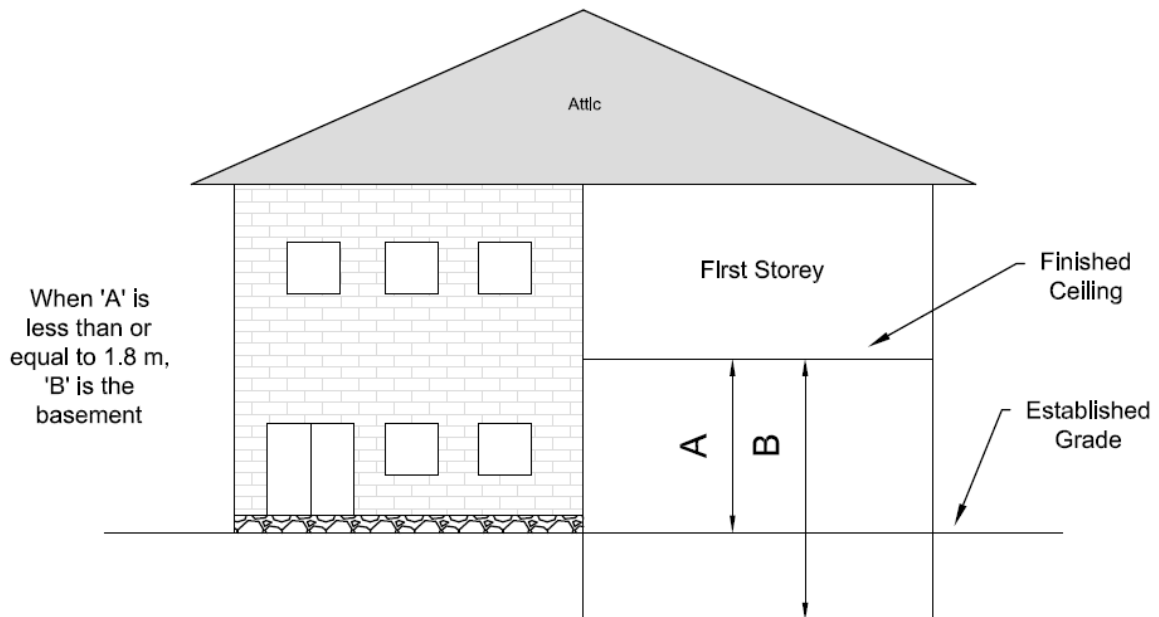 Attic
First Storey
Finished
Ceiling
When 'A' is
less than or
equal to 1.8 m,
'B' is the
basement
Established
Grade
A
B